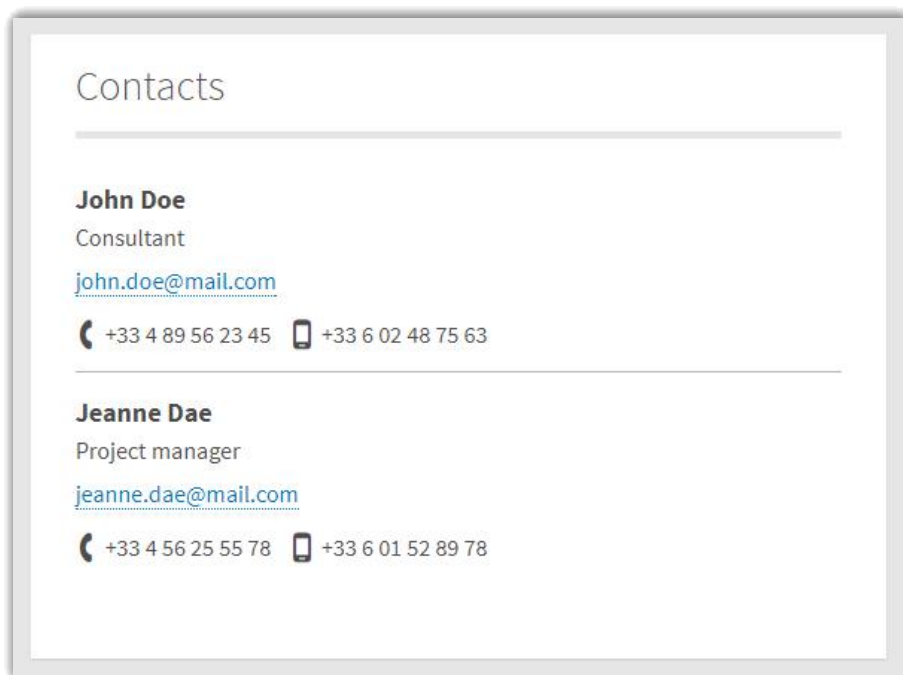 Contacts
John Doe
Consultant
john.doe@mail.com
+33 4 89 56 23 45 +33 6 02 48 75 63
Jeanne Dae
Project manager
jeanne.dae@mail.com
+33 4 56 25 55 78 +33 6 01 52 89 78